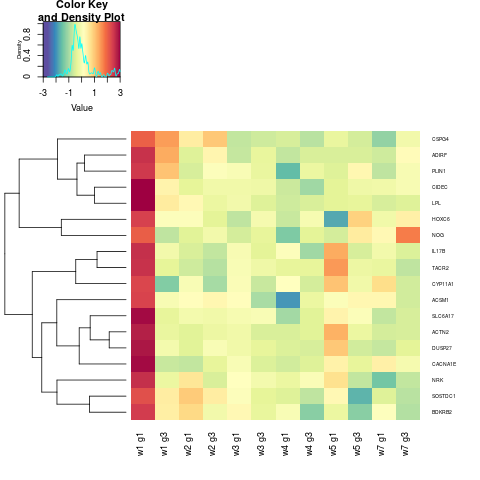 Color Key
and Density Plot
Density
0 0.4 0.8
-3 -1 1 3
Value
CSPG4
ADIRF
PLIN1
CIDEC
LPL
HOXC6
NOG
IL17B
TACR2
CYP11A1
ACSM1
SLC6A17
ACTN2
DUSP27
CACNA1E
NRK
SOSTDC1
BDKRB2
w1 g1
w1 g3
w2 g1
w2 g3
w3 g1
w3 g3
w4 g1
w4 g3
w5 g1
w5 g3
w7 g1
w7 g3